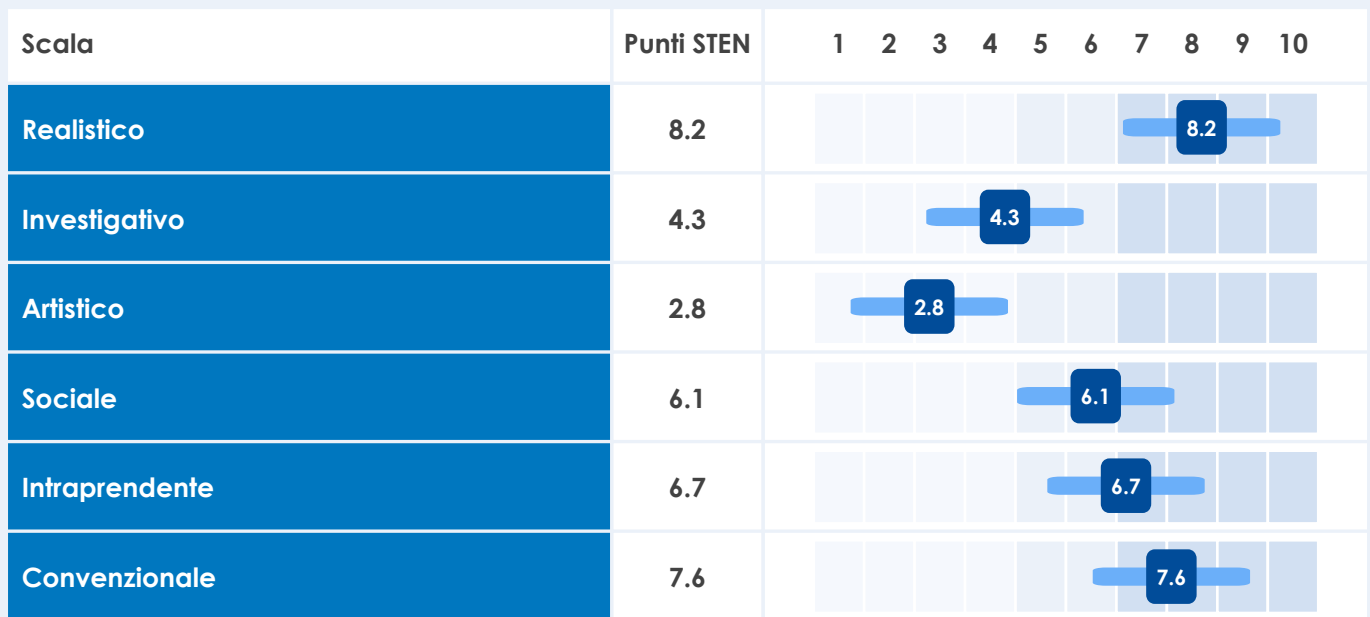 Scala Punti STEN 1 2 3 4 5 6 7 8 9 10
Realistico 8.2 8.2
Investigativo 4.3 4.3
Artistico 2.8 2.8
Sociale 6.1 6.1
Intraprendente 6.7 6.7
Convenzionale 7.6 7.6